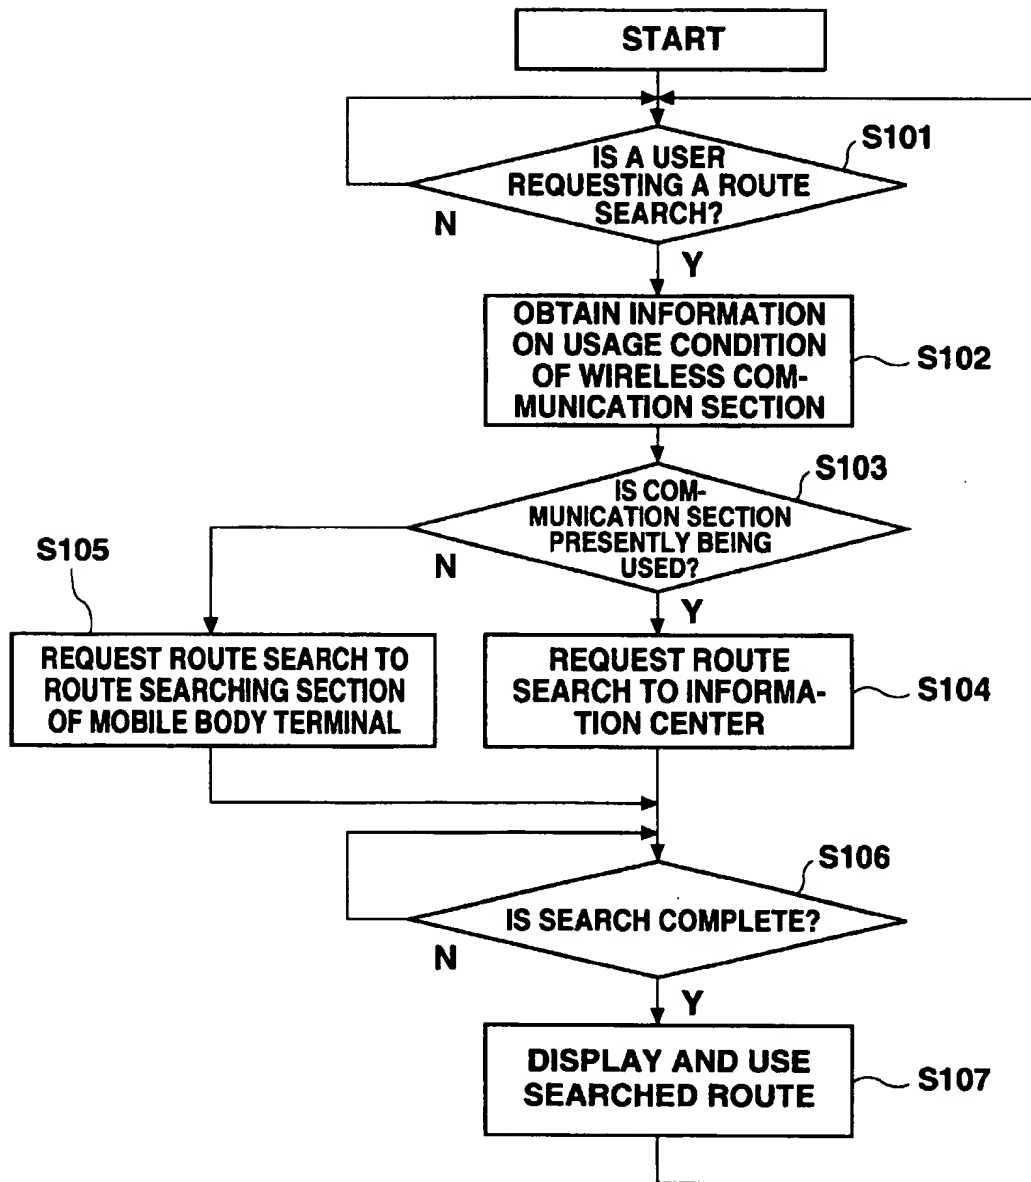 START
S101
IS A USER
REQUESTING A ROUTE
SEARCH?
N
Y
OBTAIN INFORMATION
ON USAGE CONDITION
OF WIRELESS COM-
MUNICATION SECTION
S102
S103
IS COM-
MUNICATION SECTION
PRESENTLY BEING
USED?
N
Y
S105
REQUEST ROUTE SEARCH TO
ROUTE SEARCHING SECTION
OF MOBILE BODY TERMINAL
REQUEST ROUTE
SEARCH TO INFORMA-
TION CENTER
S104
S106
IS SEARCH COMPLETE?
N
Y
DISPLAY AND USE
SEARCHED ROUTE
S107